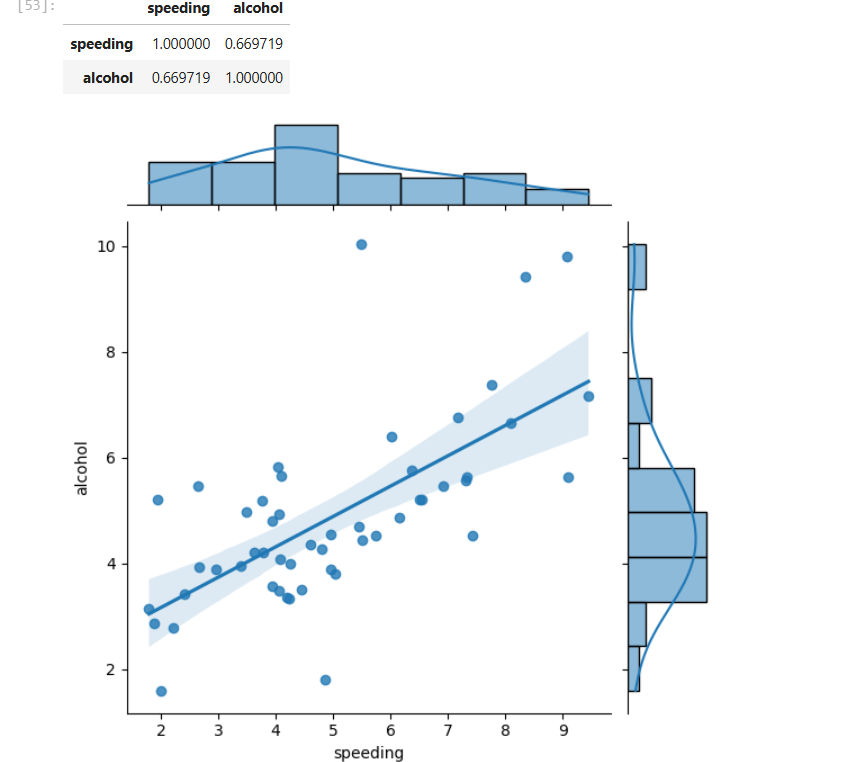 [53]:
speeding alcohol
speeding 1.000000 0.669719
alcohol 0.669719 1.000000
10
8
6
4
2
alcohol
2 3 4 5 6 7 8 9
speeding